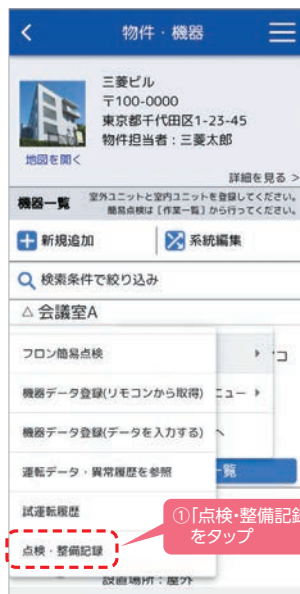 物件・機器
三菱ビル
〒100-0000
東京都千代田区1-23-45
物件担当者：三菱太郎
地図を開く
詳細を見る >
機器一覧
室外ユニットと室内ユニットを登録してください。
簡易点検は［作業一覧］から行ってください。
新規追加
系統編集
検索条件で絞り込み
△ 会議室A
フロン簡易点検
コ
機器データ登録(リモコンから取得)
ニュー
機器データ登録(データを入力する)
へ
運転データ・異常履歴を参照
覧
試運転履歴
点検・整備記録
①「点検・整備記録
をタップ
設置場所：屋外